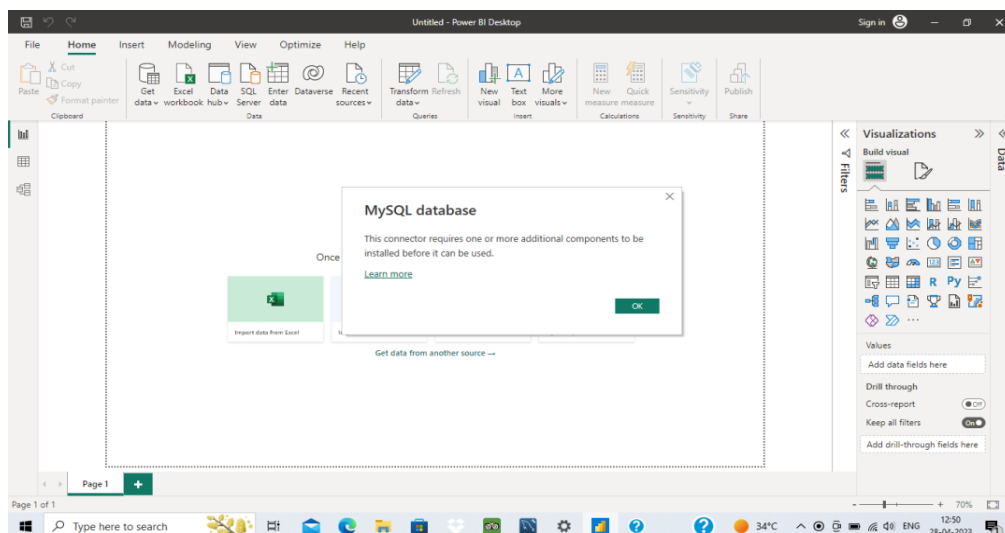 Untitled - Power BI Desktop
Sign in
File Home Insert Modeling View Optimize Help
Paste
Cut
Copy
Format painter
Clipboard
Get data
Excel workbook
Data hub
SQL Server
Enter data
Dataverse
Recent sources
Data
Transform data
Refresh
Queries
New visual
Text box
More visuals
Insert
New measure
Quick measure
Calculations
Sensitivity
Sensitivity
Publish
Share
Once
Import data from Excel
Get data from another source →
MySQL database
This connector requires one or more additional components to be
installed before it can be used.
Learn more
OK
Filters
Visualizations
Data
Build visual
123
R Py
Values
Add data fields here
Drill through
Cross-report
Off
Keep all filters
On
Add drill-through fields here
Page 1
Page 1 of 1
70%
Type here to search
34°C
ENG
12:50
28-04-2023